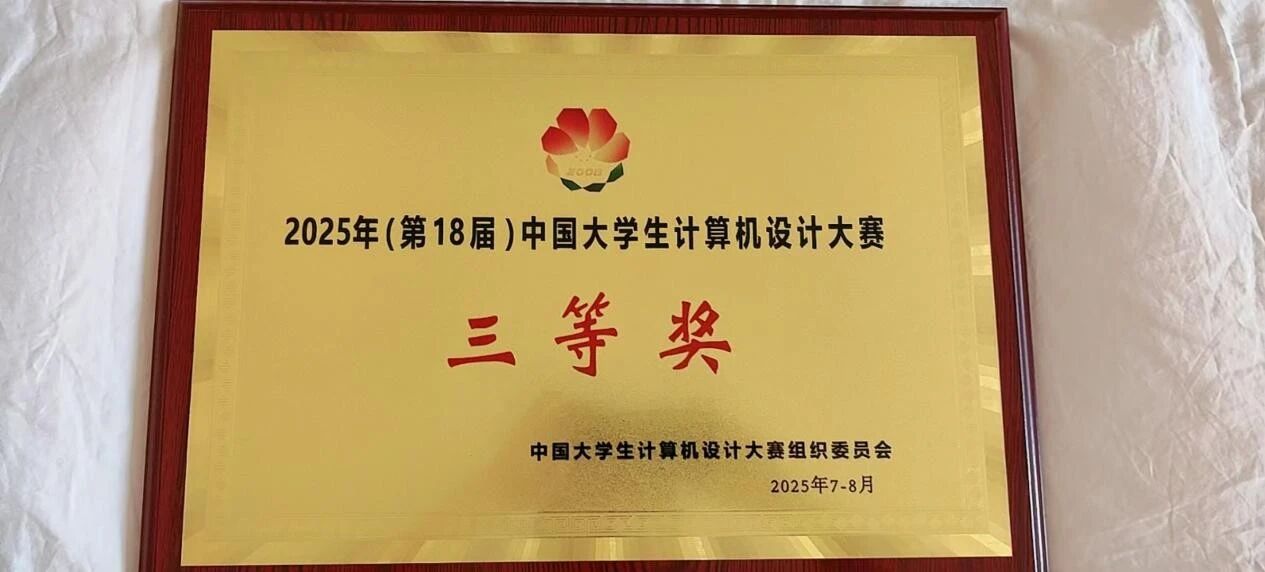 2008
2025年(第18届)中国大学生计算机设计大赛
三等奖
中国大学生计算机设计大赛组织委员会
2025年7-8月